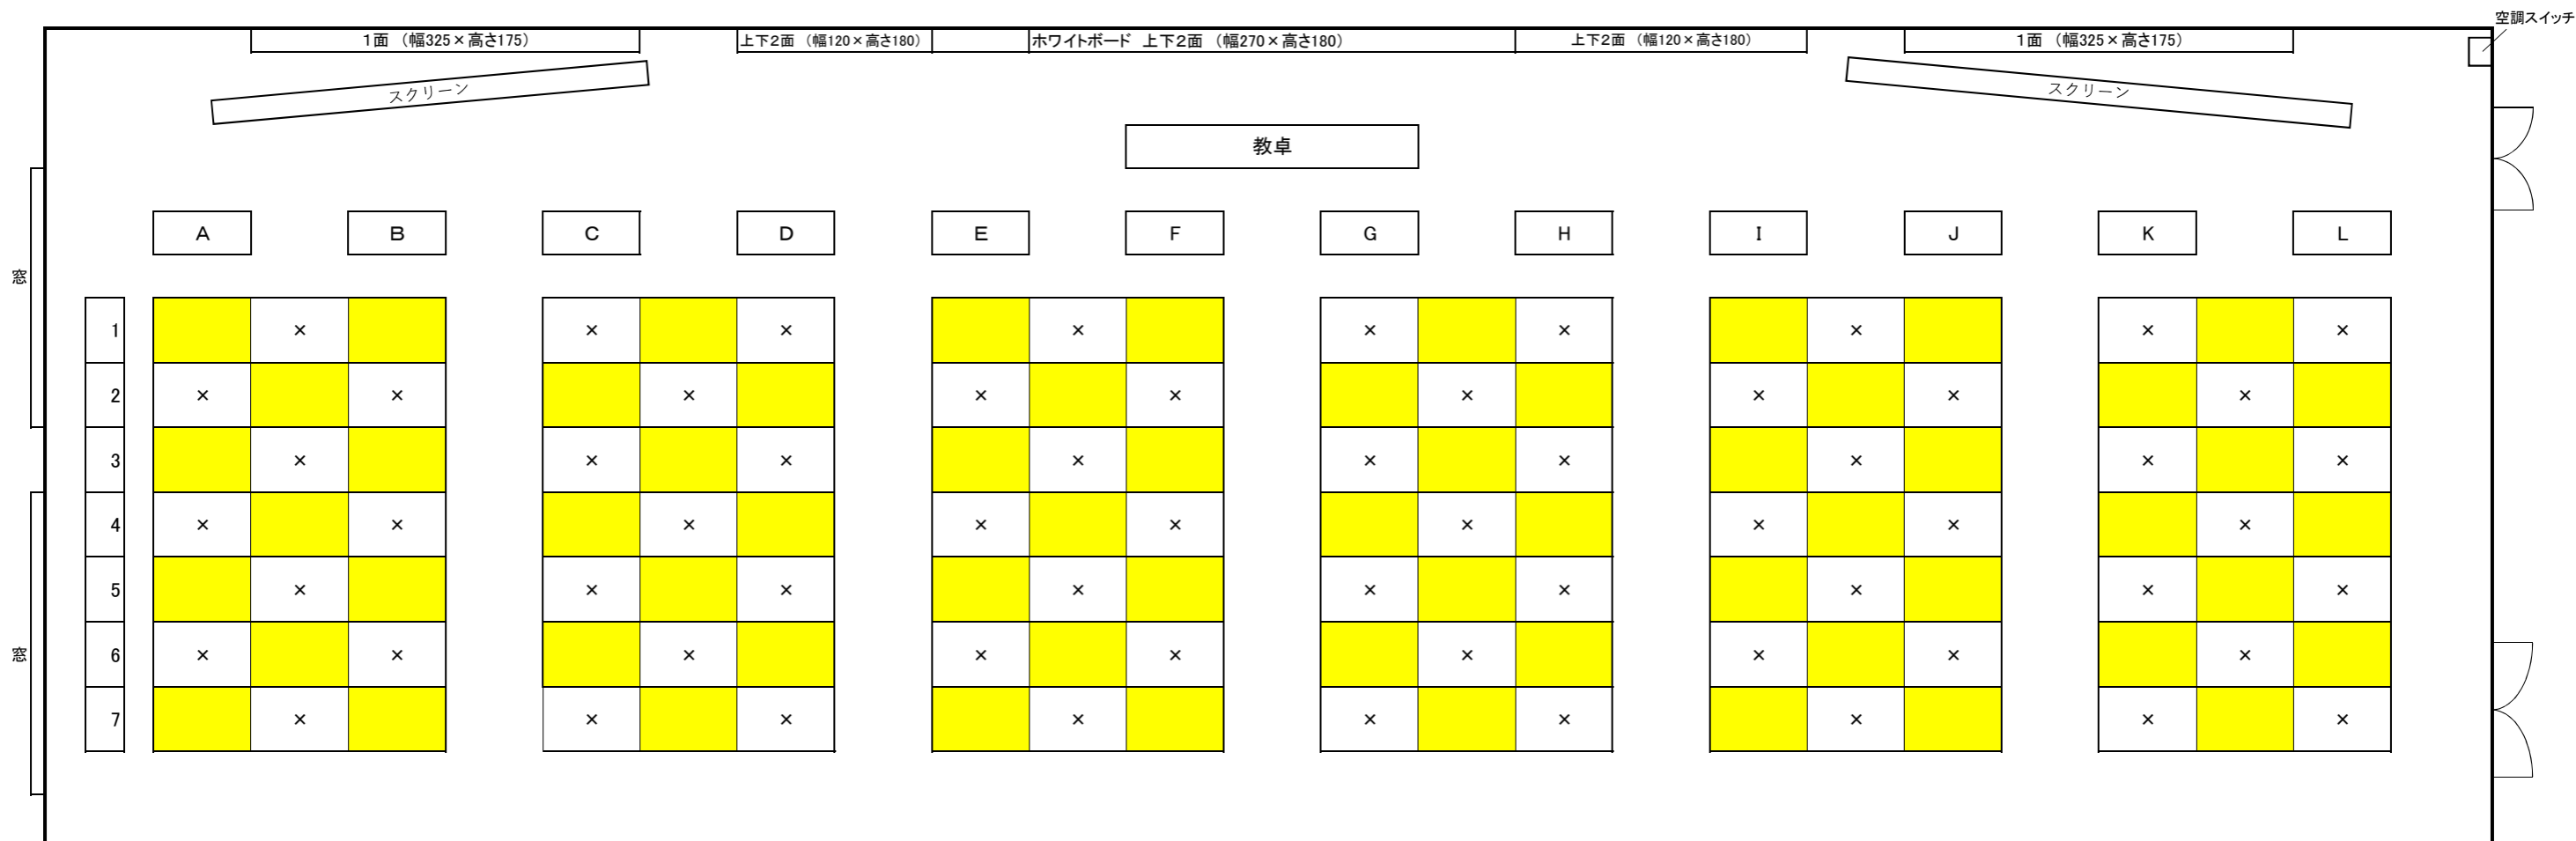 空調スイッチ
1面 （幅325×高さ175） 上下2面 （幅120×高さ180） ホワイトボード 上下2面 （幅270×高さ180） 上下2面 （幅120×高さ180） 1面 （幅325×高さ175）
スクリーン スクリーン
教卓
A B C D E F G H I J K L
窓
1 × × × × × × × × ×
2 × × × × × × × × ×
3 × × × × × × × × ×
4 × × × × × × × × ×
5 × × × × × × × × ×
窓
6 × × × × × × × × ×
7 × × × × × × × × ×